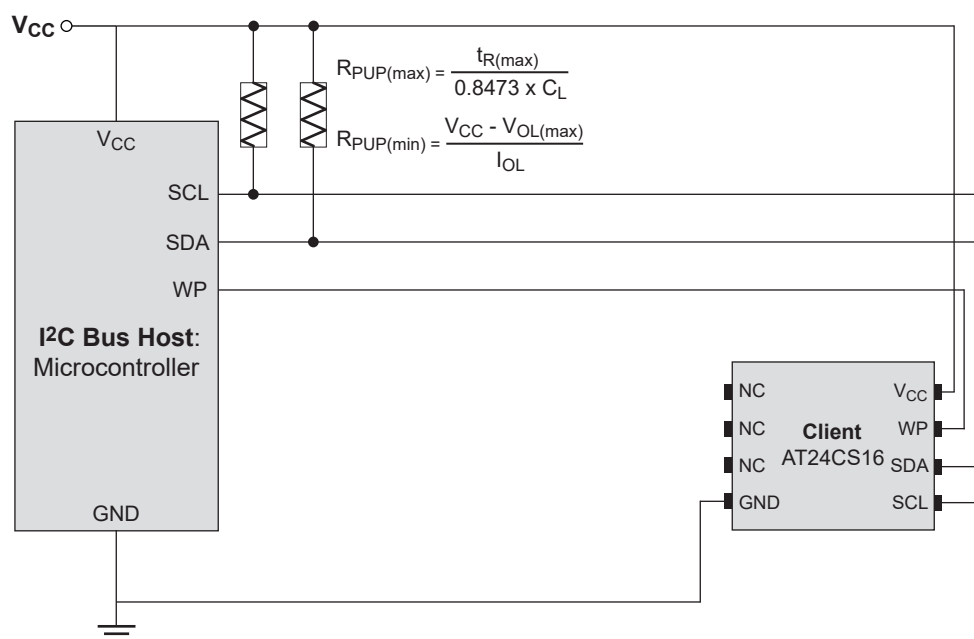 VCC
RPUP(max) = tR(max)
0.8473 x CL
RPUP(min) = VCC - VOL(max)
IOL
VCC
SCL
SDA
WP
I²C Bus Host:
Microcontroller
GND
NC
NC
NC
GND
Client
AT24CS16
VCC
WP
SDA
SCL